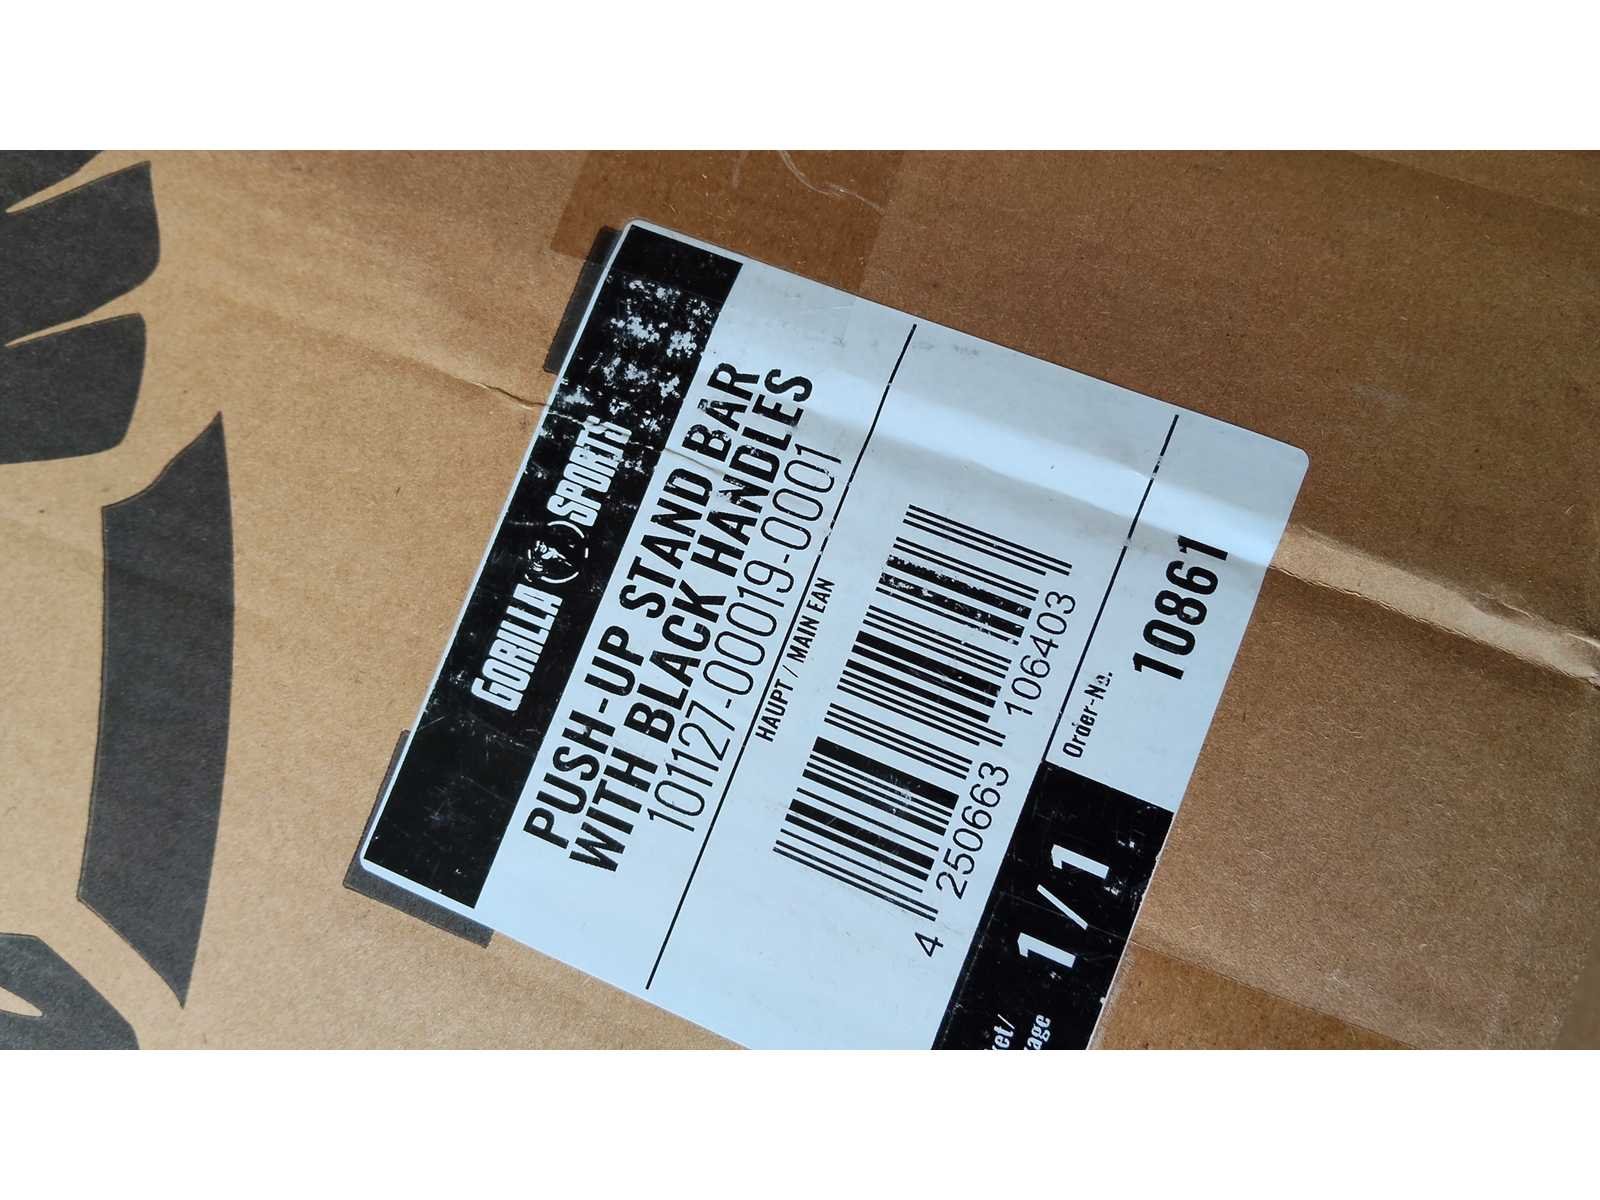 GORILLA SPORTS
PUSH-UP STAND BAR
WITH BLACK HANDLES
101127-00019-0001
HAUPT / MAIN EAN
4 250663 106403
Order-No.
10861
1 / 1